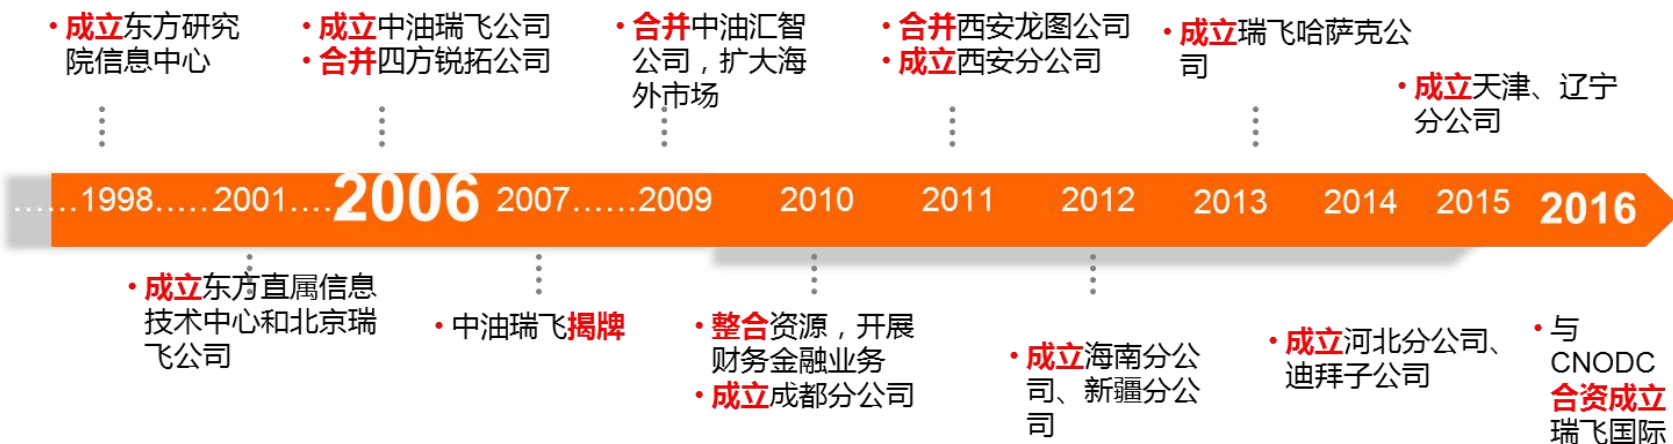 • 成立东方研究
院信息中心
• 成立中油瑞飞公司
• 合并四方锐拓公司
• 合并中油汇智
公司，扩大海
外市场
• 合并西安龙图公司
• 成立西安分公司
• 成立瑞飞哈萨克公
司
• 成立天津、辽宁
分公司
......1998.....2001....2006 2007......2009 2010 2011 2012 2013 2014 2015 2016
• 成立东方直属信息
技术中心和北京瑞
飞公司
• 中油瑞飞揭牌
• 整合资源，开展
财务金融业务
• 成立成都分公司
• 成立海南分公
司、新疆分公
司
• 成立河北分公司、
迪拜子公司
• 与
CNODC
合资成立
瑞飞国际